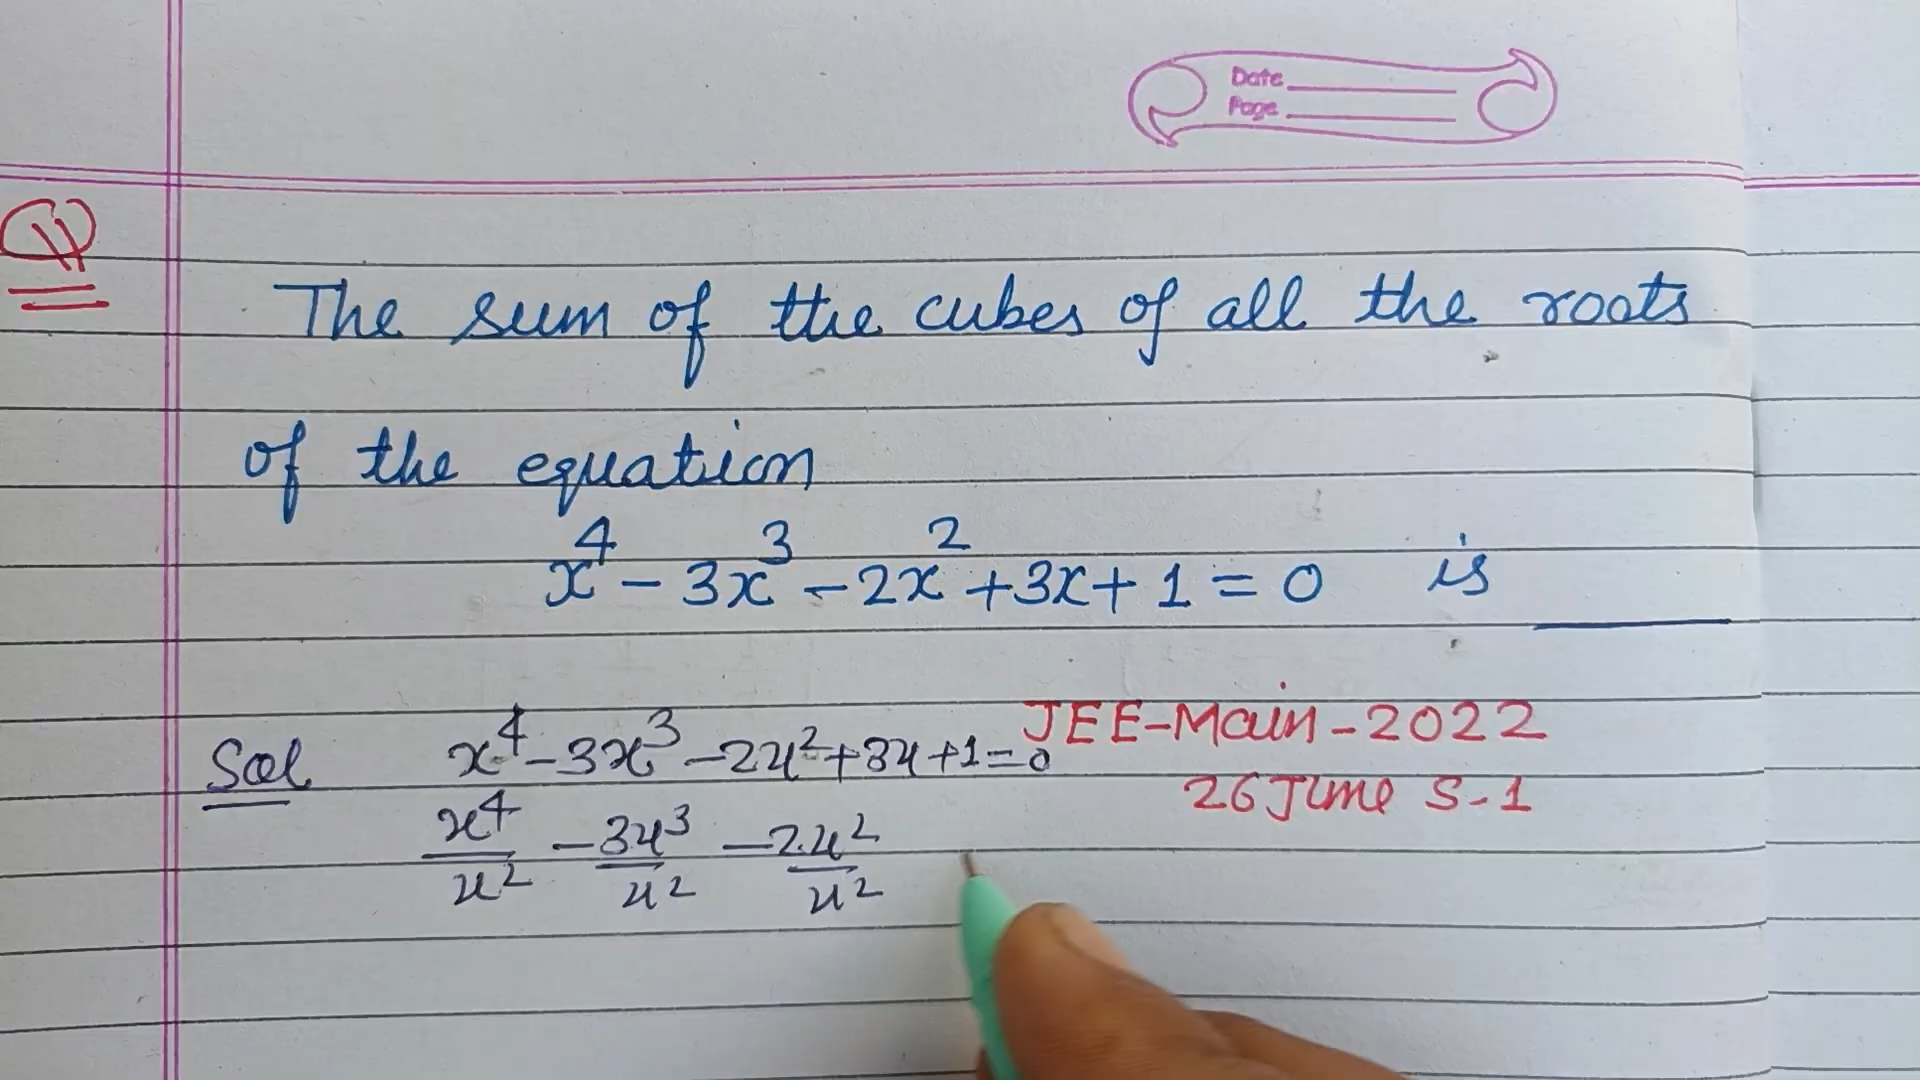 Date
Page
Q
The sum of the cubes of all the roots
of the equation
x⁴ - 3x³ - 2x² + 3x + 1 = 0 is ____
JEE-Main-2022
Sol x⁴ - 3x³ - 2x² + 3x + 1 = 0
26 June S-1
x⁴/x² - 3x³/x² - 2x²/x²